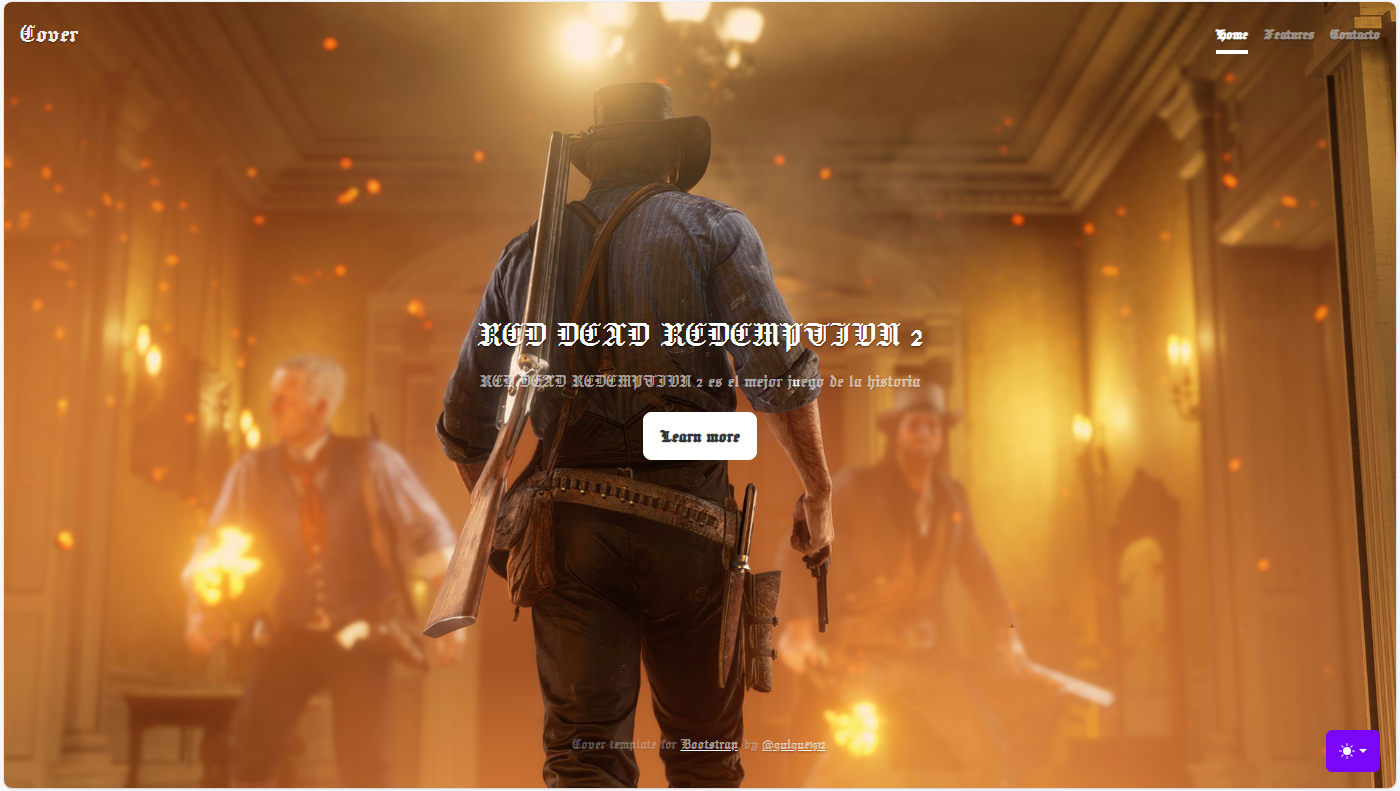 Cover
Home Features Contacto
RED DEAD REDEMPTION 2
RED DEAD REDEMPTION 2 es el mejor juego de la historia
Learn more
Cover template for Bootstrap, by @quique192.